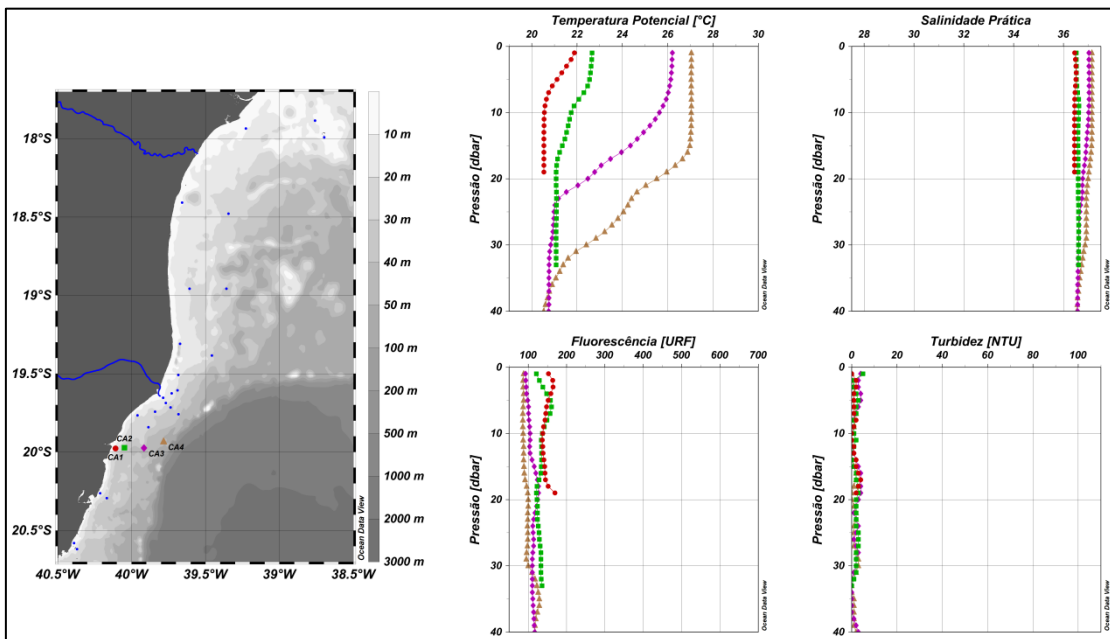 18°S
18.5°S
19°S
19.5°S
20°S
20.5°S
40.5°W
40°W
39.5°W
39°W
38.5°W
CA2
CA1
CA3
CA4
Ocean Data View
10 m
20 m
30 m
50 m
100 m
200 m
500 m
1000 m
2000 m
3000 m
Temperatura Potencial [°C]
20 22 24 26 28 30
Pressão [dbar]
0
10
20
30
40
Ocean Data View
Salinidade Prática
28 30 32 34 36
Pressão [dbar]
0
10
20
30
40
Ocean Data View
Fluorescência [URF]
100 200 300 400 500 600 700
Pressão [dbar]
0
10
20
30
40
Ocean Data View
Turbidez [NTU]
0 20 40 60 80 100
Pressão [dbar]
0
10
20
30
40
Ocean Data View